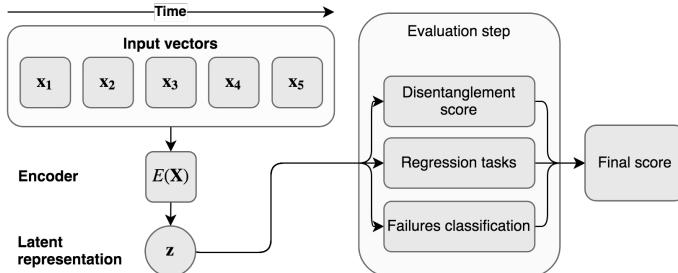 Time
Input vectors
x1 x2 x3 x4 x5
Encoder
E(X)
Latent
representation
z
Evaluation step
Disentanglement
score
Regression tasks
Failures classification
Final score